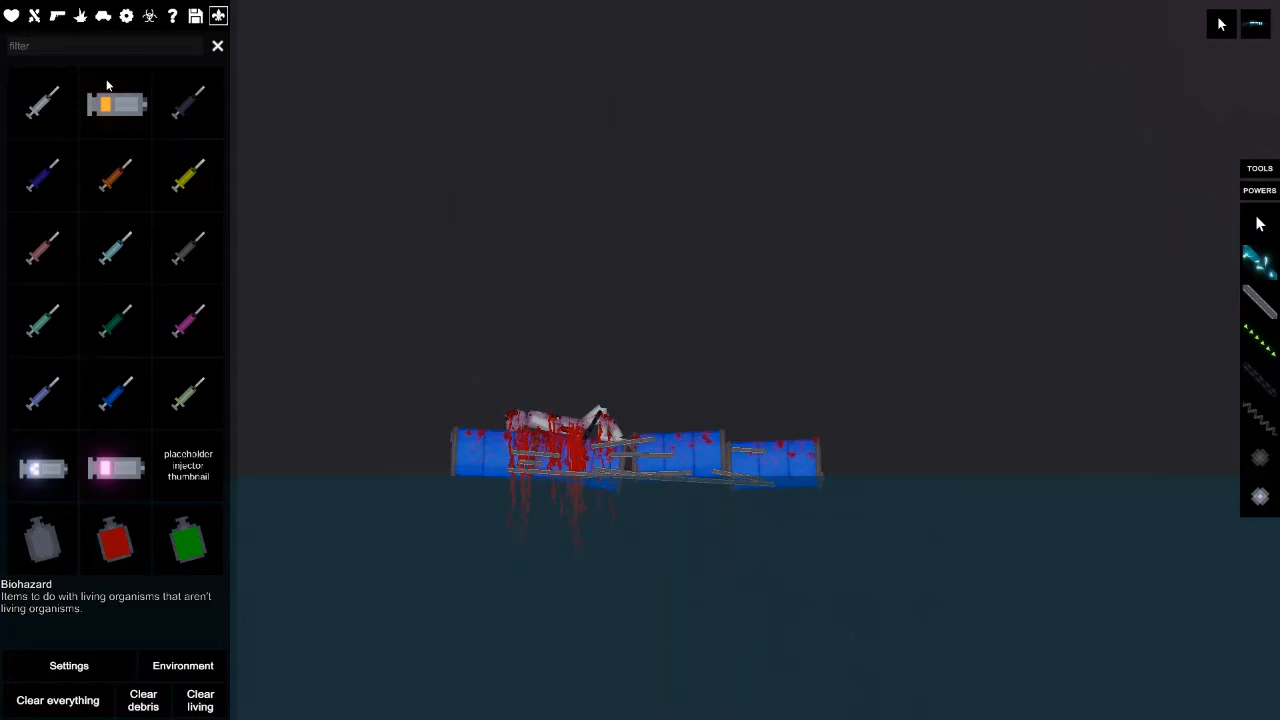 filter
TOOLS
POWERS
placeholder
injector
thumbnail
Biohazard
Items to do with living organisms that aren't
living organisms.
Settings
Environment
Clear everything
Clear
debris
Clear
living